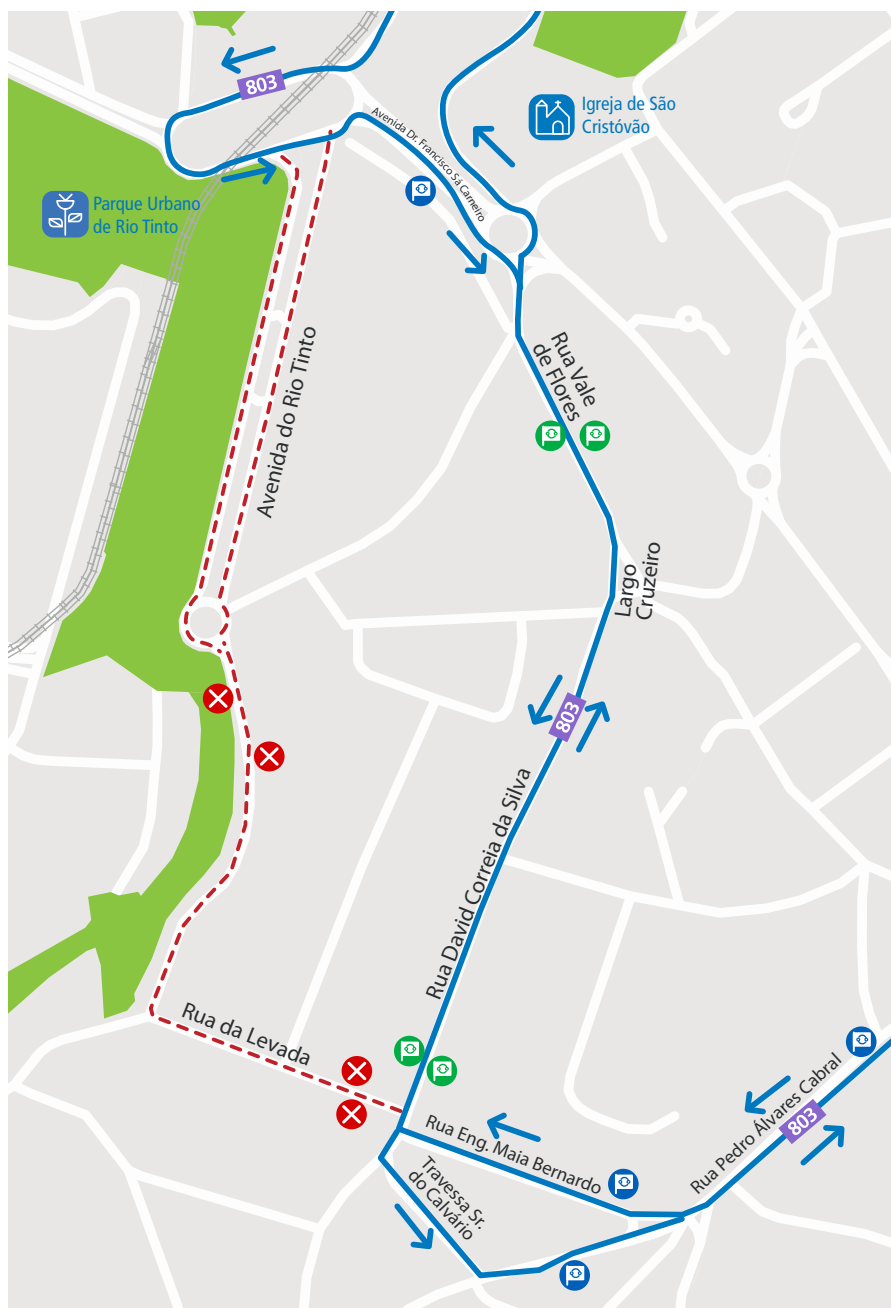 803
Avenida Dr. Francisco Sá Carneiro
Igreja de São
Cristóvão
Parque Urbano
de Rio Tinto
Avenida do Rio Tinto
Rua Vale
de Flores
Largo
Cruzeiro
803
Rua David Correia da Silva
Rua da Levada
Rua Eng. Maia Bernardo
Rua Pedro Álvares Cabral
803
Travessa Sr.
do Calvário